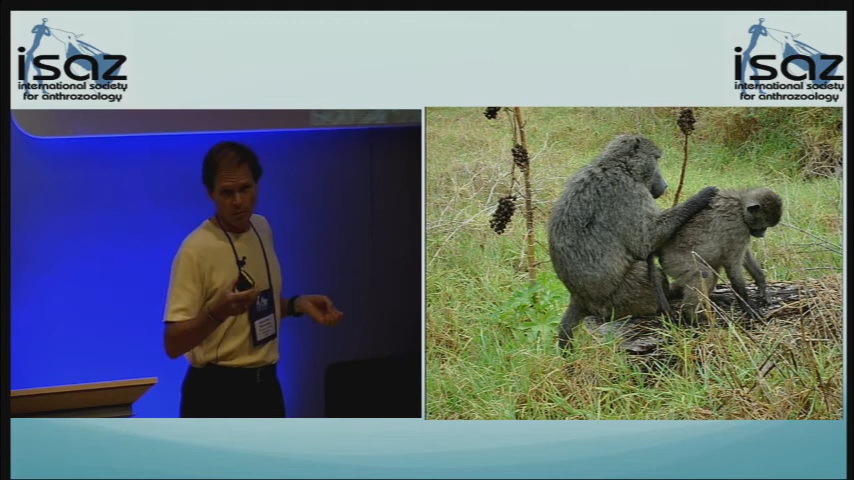 isaz
international society
for anthrozoology
isaz
international society
for anthrozoology